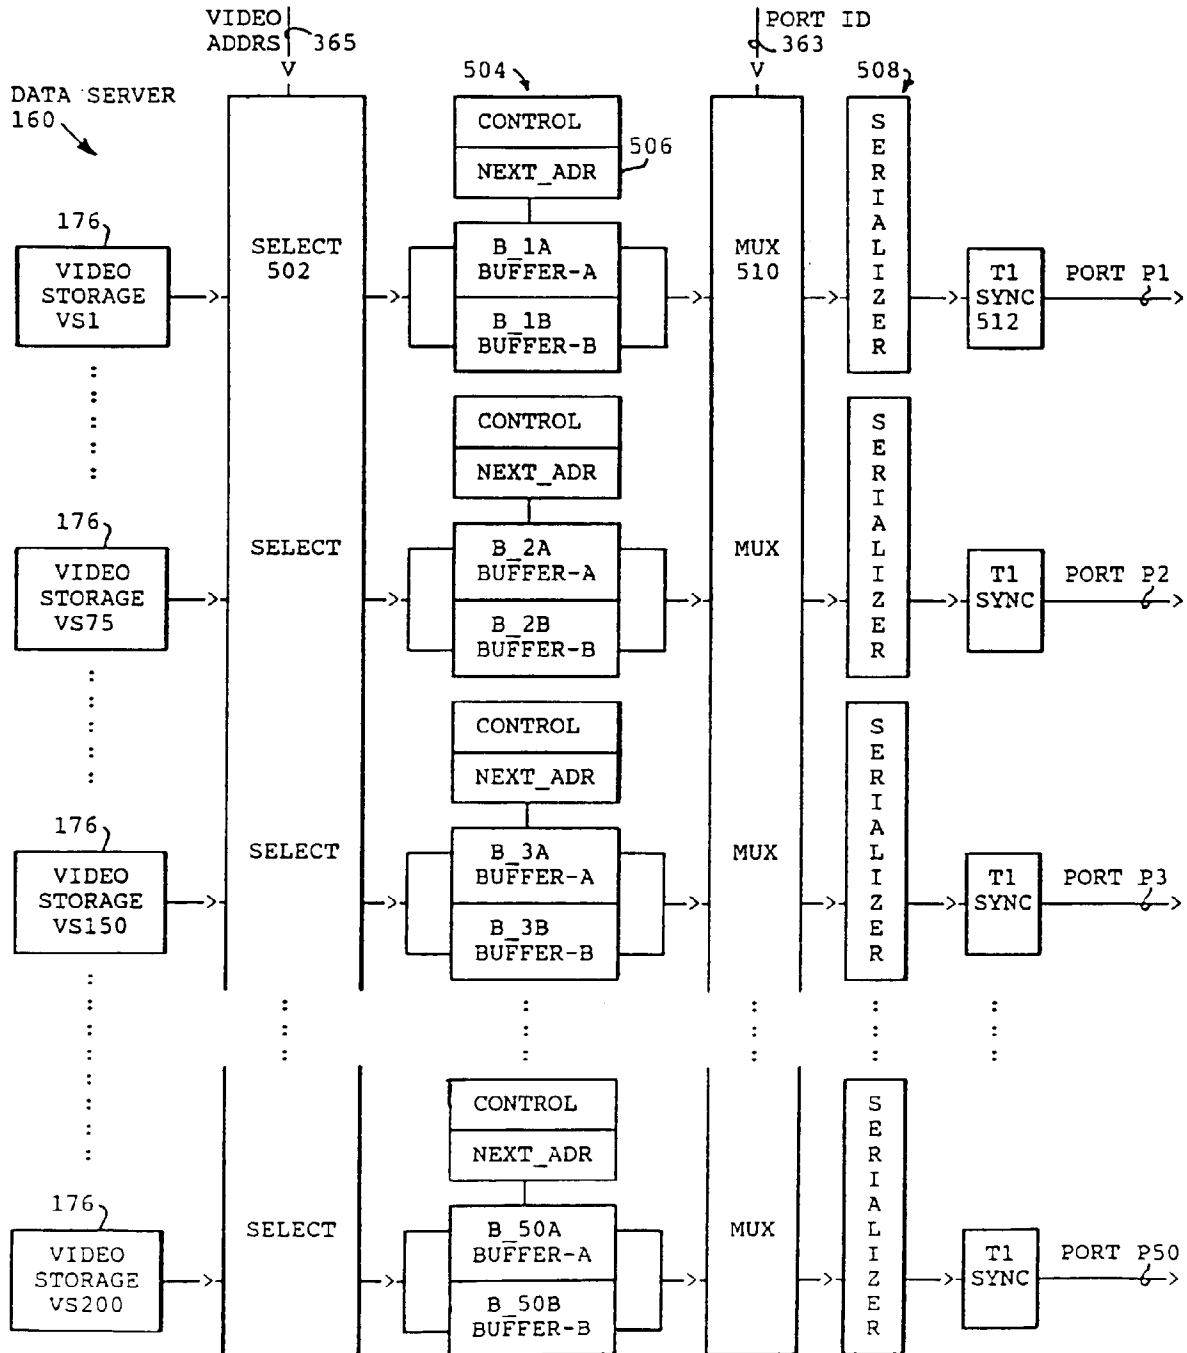 VIDEO
ADDRS
365
PORT ID
363
504
508
DATA SERVER
160
CONTROL
NEXT_ADR
506
176
VIDEO
STORAGE
VS1
SELECT
502
B_1A
BUFFER-A
B_1B
BUFFER-B
MUX
510
SERIALIZER
T1
SYNC
512
PORT P1
CONTROL
NEXT_ADR
176
VIDEO
STORAGE
VS75
SELECT
B_2A
BUFFER-A
B_2B
BUFFER-B
MUX
SERIALIZER
T1
SYNC
PORT P2
CONTROL
NEXT_ADR
176
VIDEO
STORAGE
VS150
SELECT
B_3A
BUFFER-A
B_3B
BUFFER-B
MUX
SERIALIZER
T1
SYNC
PORT P3
CONTROL
NEXT_ADR
176
VIDEO
STORAGE
VS200
SELECT
B_50A
BUFFER-A
B_50B
BUFFER-B
MUX
SERIALIZER
T1
SYNC
PORT P50